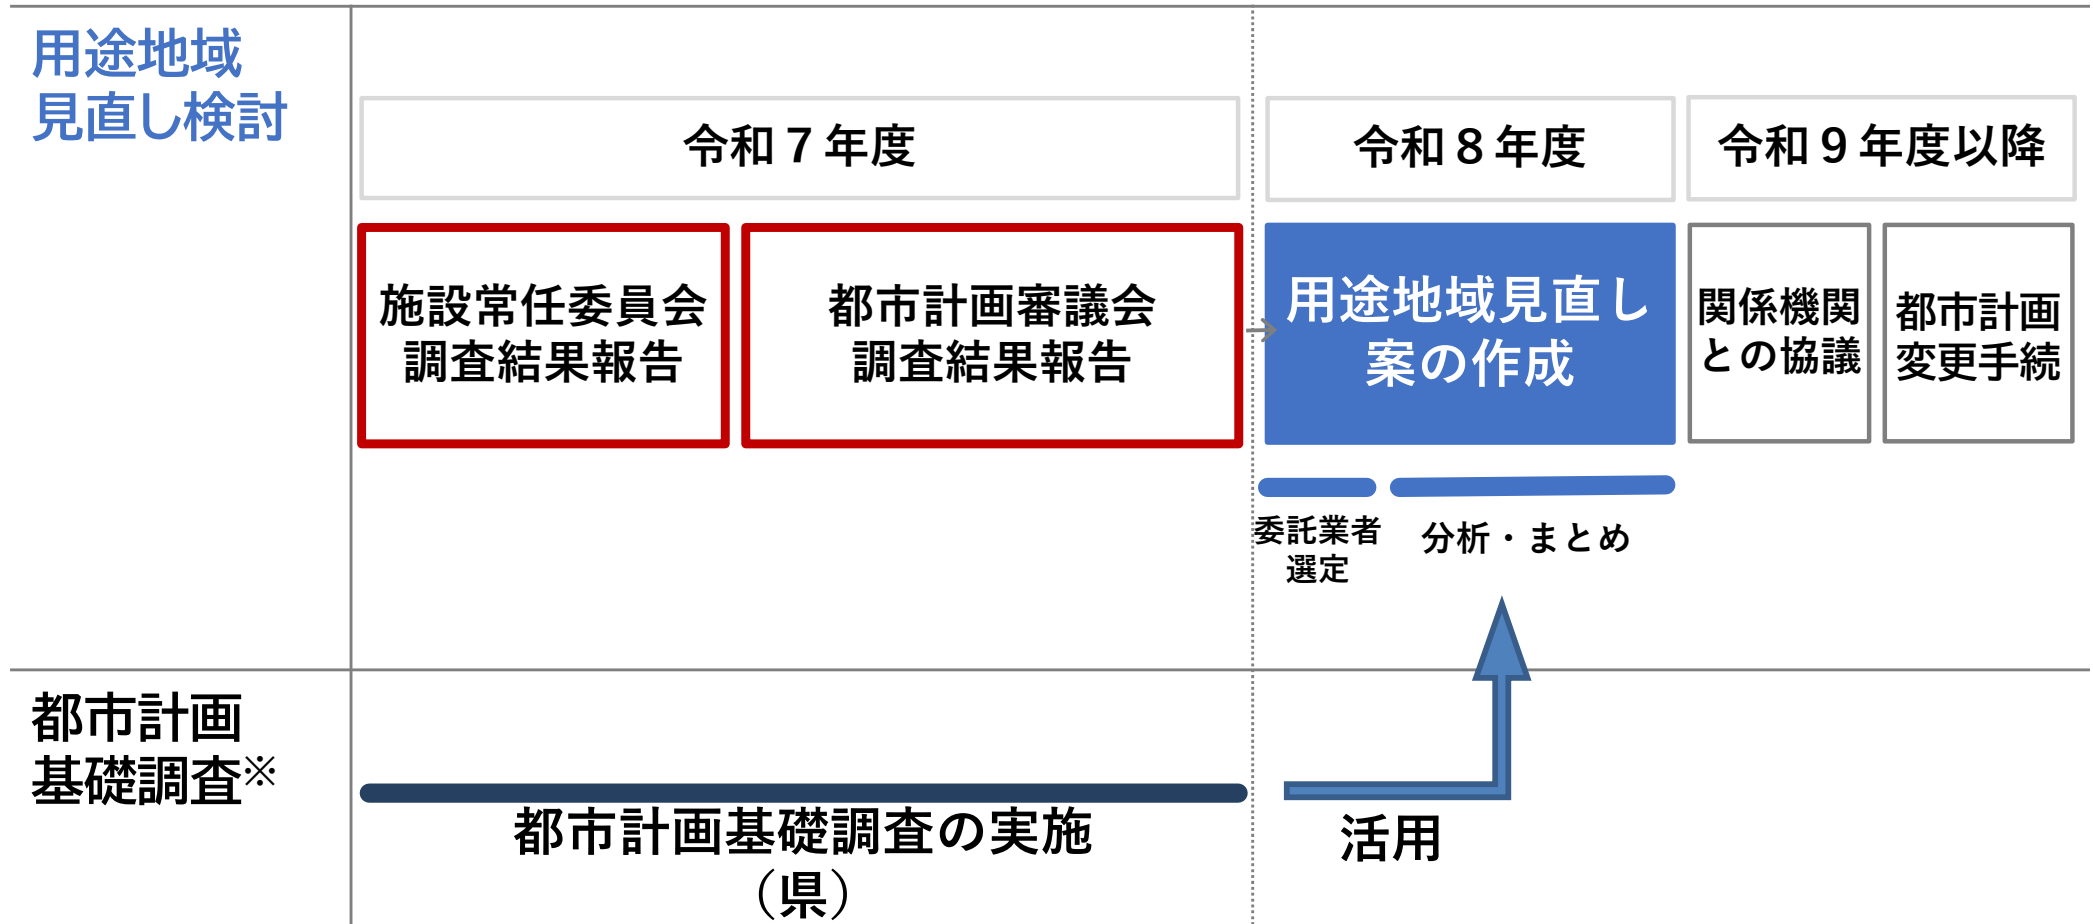 用途地域
見直し検討
令和７年度
令和８年度
令和９年度以降
施設常任委員会
調査結果報告
都市計画審議会
調査結果報告
用途地域見直し
案の作成
関係機関
との協議
都市計画
変更手続
委託業者
選定
分析・まとめ
都市計画
基礎調査※
都市計画基礎調査の実施
（県）
活用